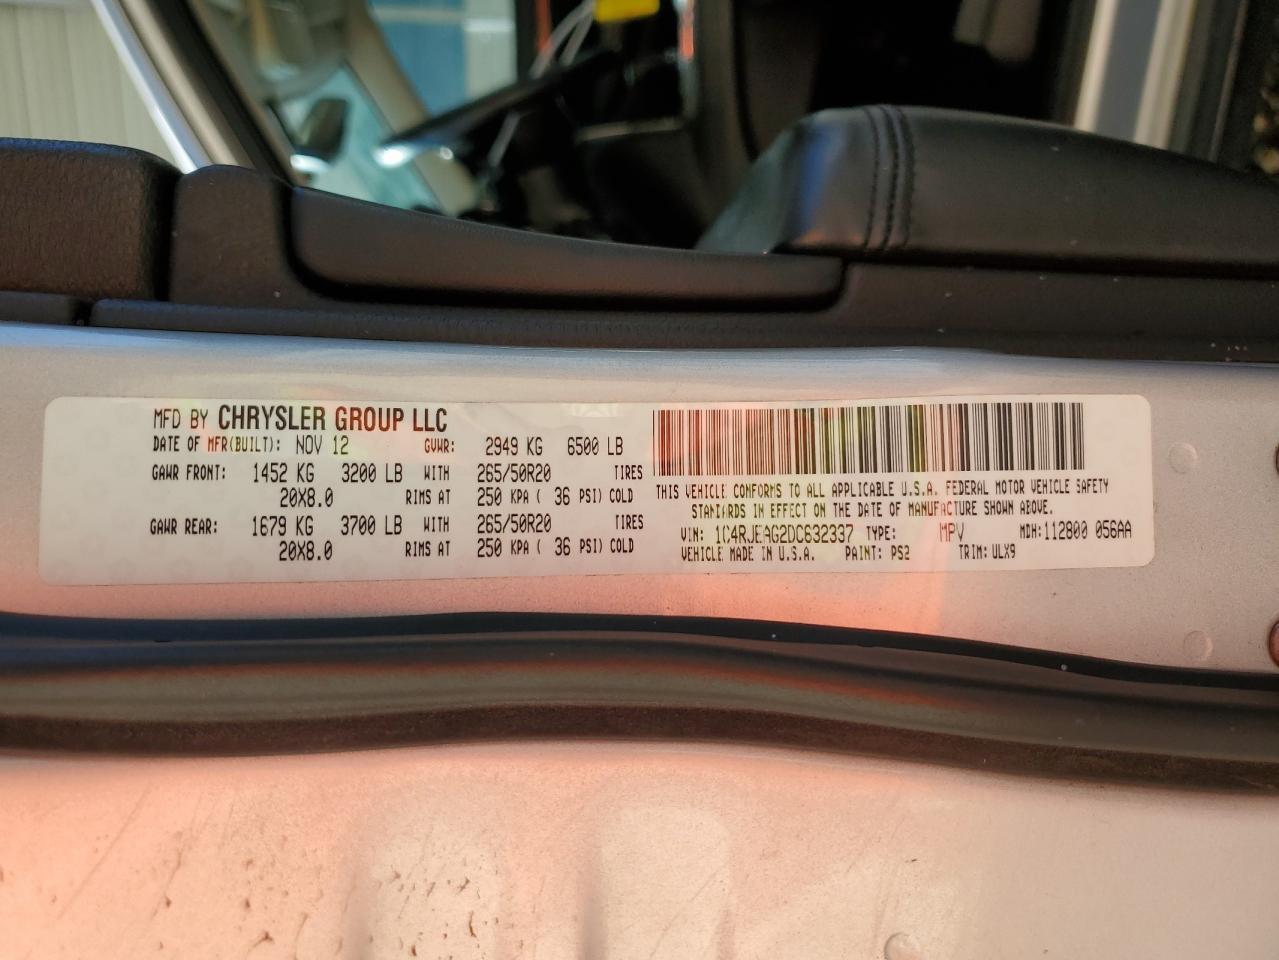 MFD BY CHRYSLER GROUP LLC
DATE OF MFR(BUILT): NOV 12 GVWR: 2949 KG 6500 LB
GAWR FRONT: 1452 KG 3200 LB WITH 265/50R20 TIRES
20X8.0 RIMS AT 250 KPA ( 36 PSI) COLD
GAWR REAR: 1679 KG 3700 LB WITH 265/50R20 TIRES
20X8.0 RIMS AT 250 KPA ( 36 PSI) COLD
THIS VEHICLE CONFORMS TO ALL APPLICABLE U.S.A. FEDERAL MOTOR VEHICLE SAFETY
STANDARDS IN EFFECT ON THE DATE OF MANUFACTURE SHOWN ABOVE.
VIN: 1C4RJEAG2DC632337 TYPE: MPV MDH:112800 056AA
VEHICLE MADE IN U.S.A. PAINT: PS2 TRIM: ULX9